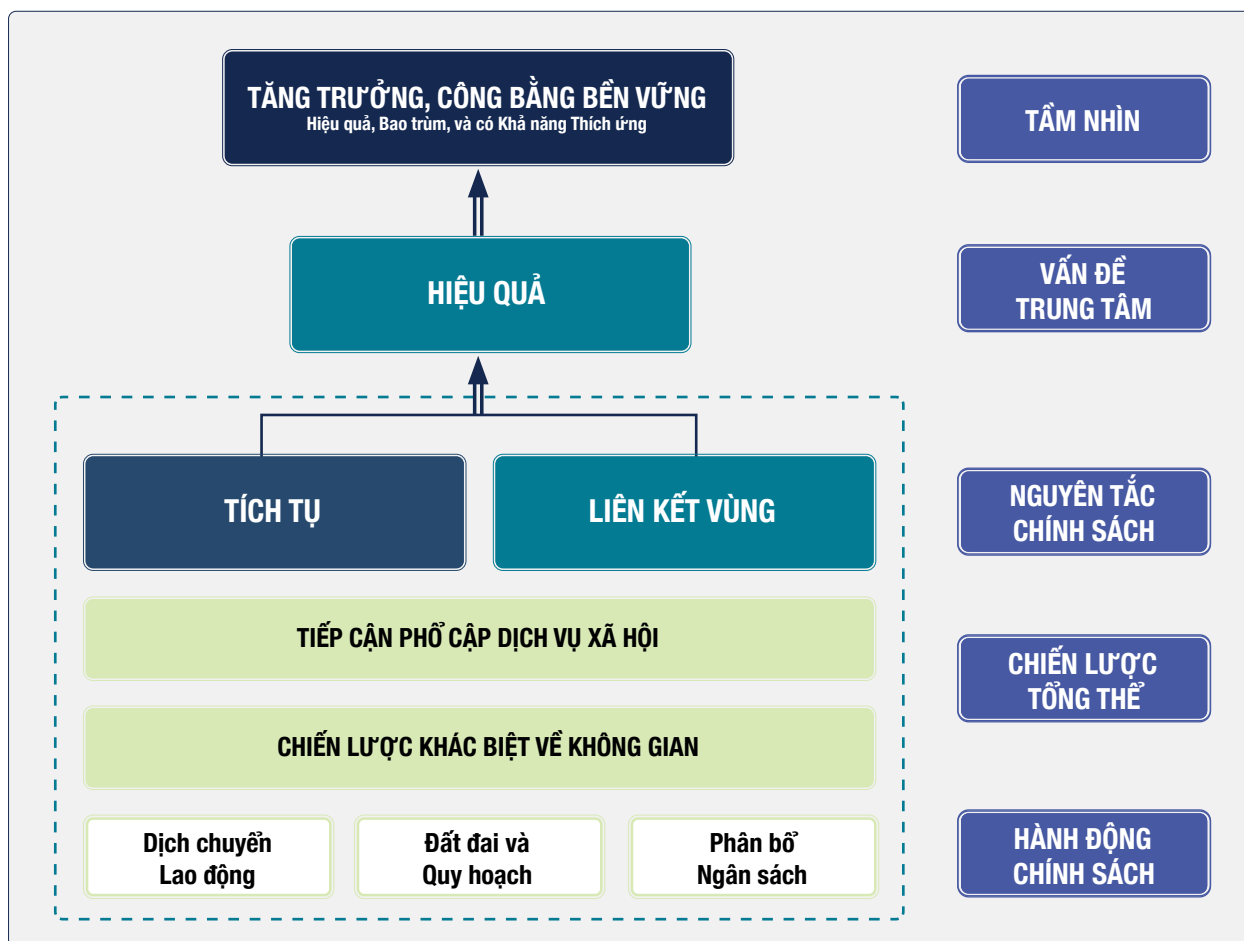 TĂNG TRƯỞNG, CÔNG BẰNG BỀN VỮNG
Hiệu quả, Bao trùm, và có Khả năng Thích ứng
TẦM NHÌN
HIỆU QUẢ
VẤN ĐỀ
TRUNG TÂM
TÍCH TỤ
LIÊN KẾT VÙNG
NGUYÊN TẮC
CHÍNH SÁCH
TIẾP CẬN PHỔ CẬP DỊCH VỤ XÃ HỘI
CHIẾN LƯỢC KHÁC BIỆT VỀ KHÔNG GIAN
CHIẾN LƯỢC
TỔNG THỂ
Dịch chuyển
Lao động
Đất đai và
Quy hoạch
Phân bổ
Ngân sách
HÀNH ĐỘNG
CHÍNH SÁCH